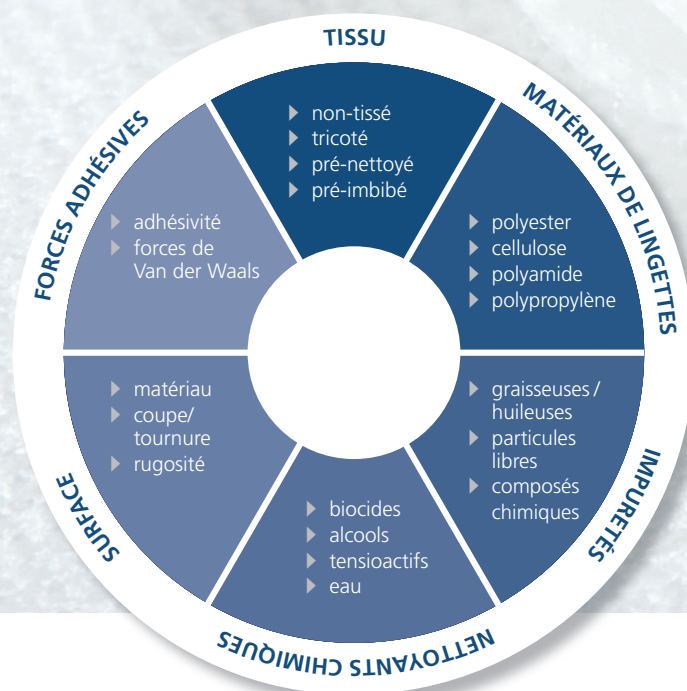 TISSU
non-tissé
tricoté
pré-nettoyé
pré-imbibé
MATÉRIAUX DE LINGETTES
polyester
cellulose
polyamide
polypropylène
IMPURETÉS
graisseuses /
huileuses
particules
libres
composés
chimiques
NETTOYANTS CHIMIQUES
biocides
alcools
tensioactifs
eau
SURFACE
matériau
coupe/
tournure
rugosité
FORCES ADHÉSIVES
adhésivité
forces de
Van der Waals